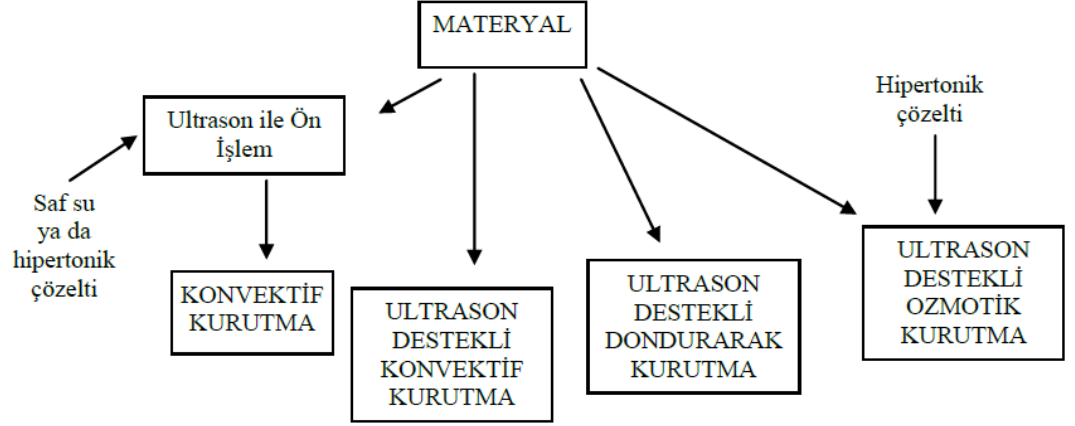 MATERYAL
Ultrason ile Ön
İşlem
Hipertonik
çözelti
Saf su
ya da
hipertonik
çözelti
KONVEKTİF
KURUTMA
ULTRASON
DESTEKLİ
KONVEKTİF
KURUTMA
ULTRASON
DESTEKLİ
DONDURARAK
KURUTMA
ULTRASON
DESTEKLİ
OZMOTİK
KURUTMA